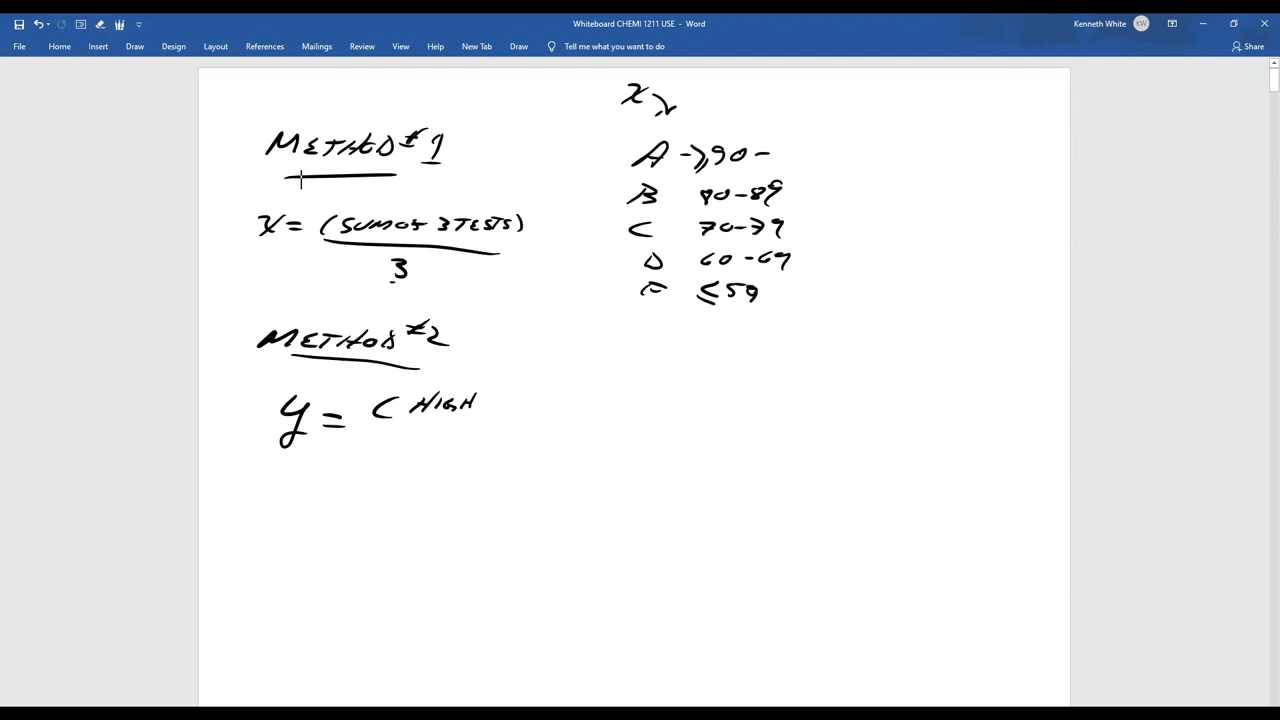 Whiteboard CHEMI 1211 USE - Word
Kenneth White
KW
File Home Insert Draw Design Layout References Mailings Review View Help New Tab Draw Tell me what you want to do
Share
METHOD #1
X = (SUM OF 3 TESTS)
3
METHOD #2
y = ( HIGH
X
A → ≥90 -
B 80-89
C 70-79
D 60-69
F ≤59